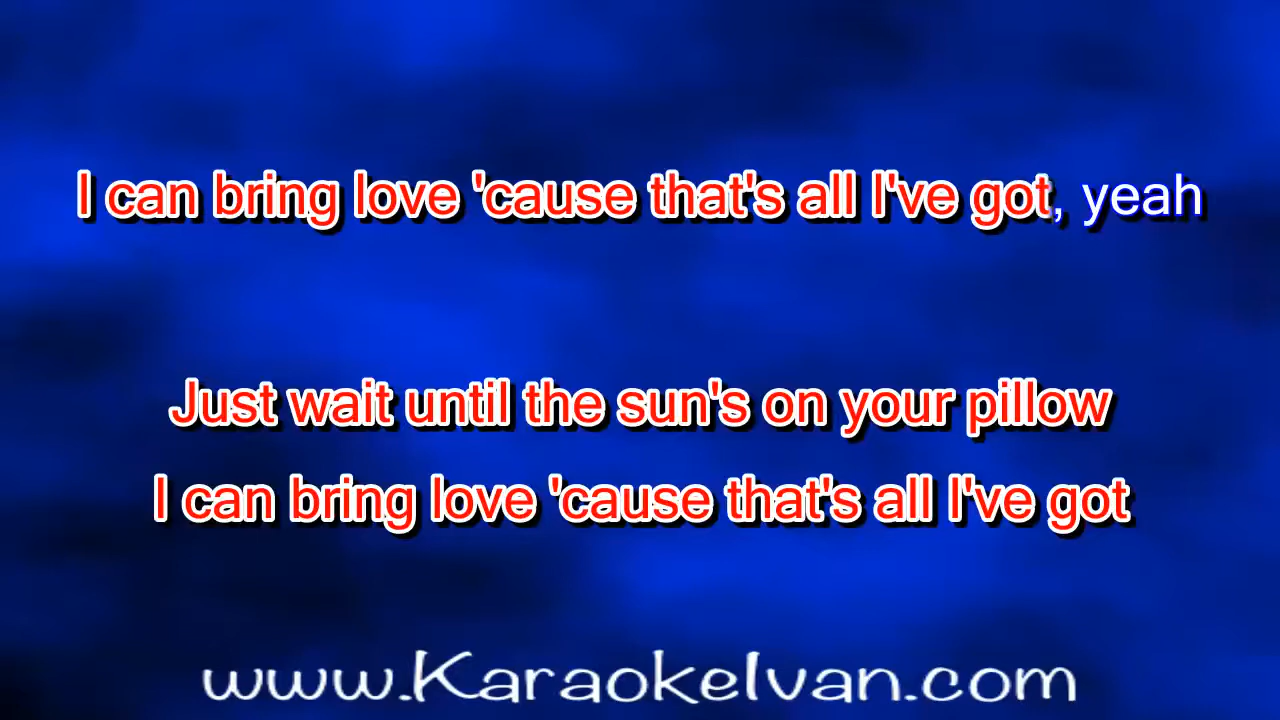 I can bring love 'cause that's all I've got, yeah
Just wait until the sun's on your pillow
I can bring love 'cause that's all I've got
www.KaraokeIvan.com